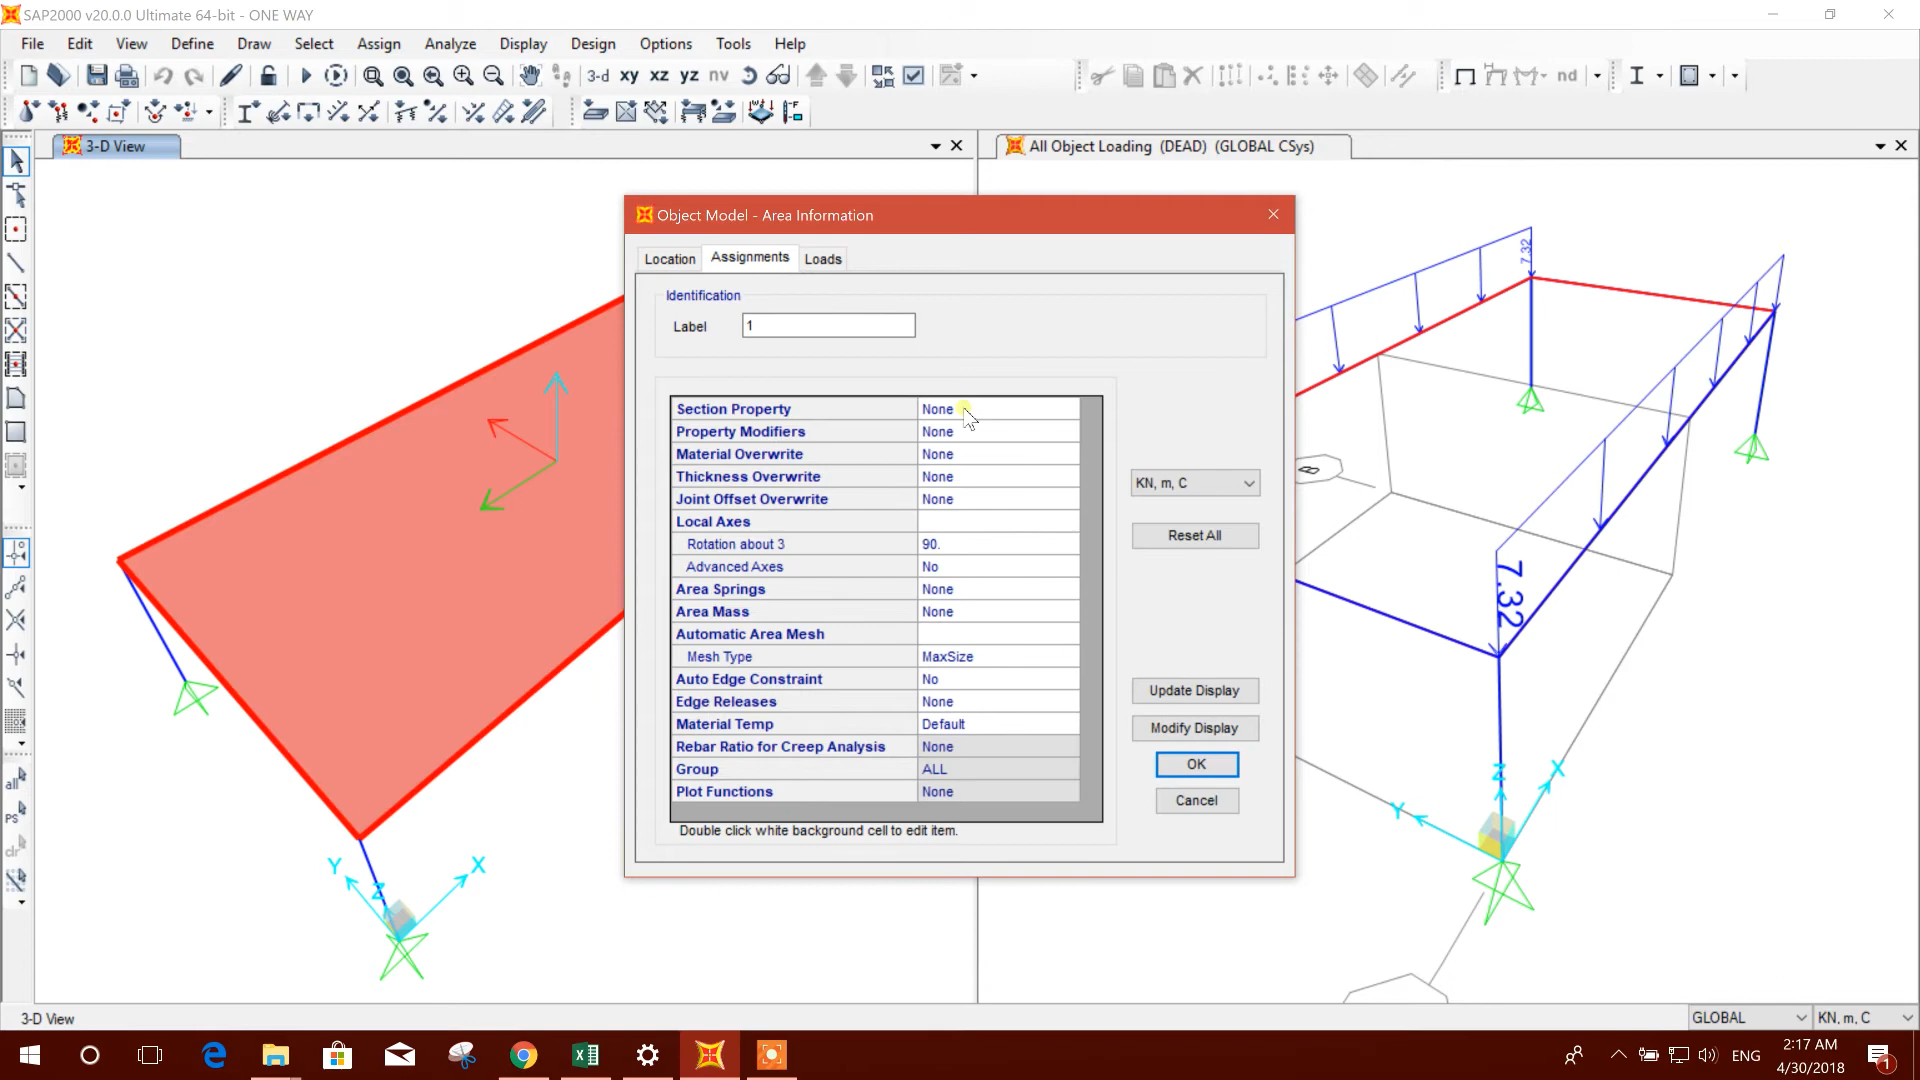 SAP2000 v20.0.0 Ultimate 64-bit - ONE WAY
File Edit View Define Draw Select Assign Analyze Display Design Options Tools Help
3-d xy xz yz nv nd
3-D View
All Object Loading (DEAD) (GLOBAL CSys)
Object Model - Area Information
Location Assignments Loads
Identification
Label 1
Section Property None
Property Modifiers None
Material Overwrite None
Thickness Overwrite None
Joint Offset Overwrite None
Local Axes
Rotation about 3 90.
Advanced Axes No
Area Springs None
Area Mass None
Automatic Area Mesh
Mesh Type MaxSize
Auto Edge Constraint No
Edge Releases None
Material Temp Default
Rebar Ratio for Creep Analysis None
Group ALL
Plot Functions None
Double click white background cell to edit item.
KN, m, C
Reset All
Update Display
Modify Display
OK
Cancel
7.32
7.32
B
all
PS
clr
Y Z X
Y Z X
3-D View
GLOBAL KN, m, C
ENG
2:17 AM
4/30/2018
1